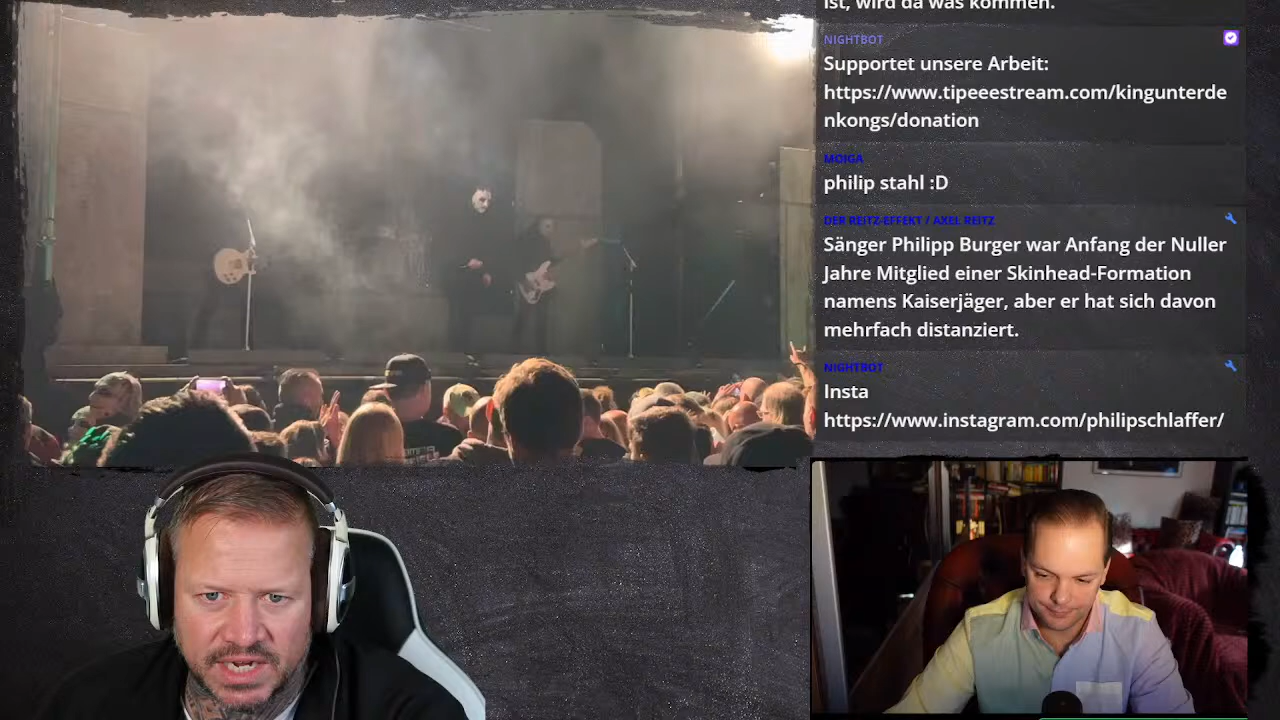 ist, wird da was kommen.
NIGHTBOT
Supportet unsere Arbeit:
https://www.tipeeestream.com/kingunterde
nkongs/donation
MOIGA
philip stahl :D
DER REITZ-EFFEKT / AXEL REITZ
Sänger Philipp Burger war Anfang der Nuller
Jahre Mitglied einer Skinhead-Formation
namens Kaiserjäger, aber er hat sich davon
mehrfach distanziert.
NIGHTBOT
Insta
https://www.instagram.com/philipschlaffer/